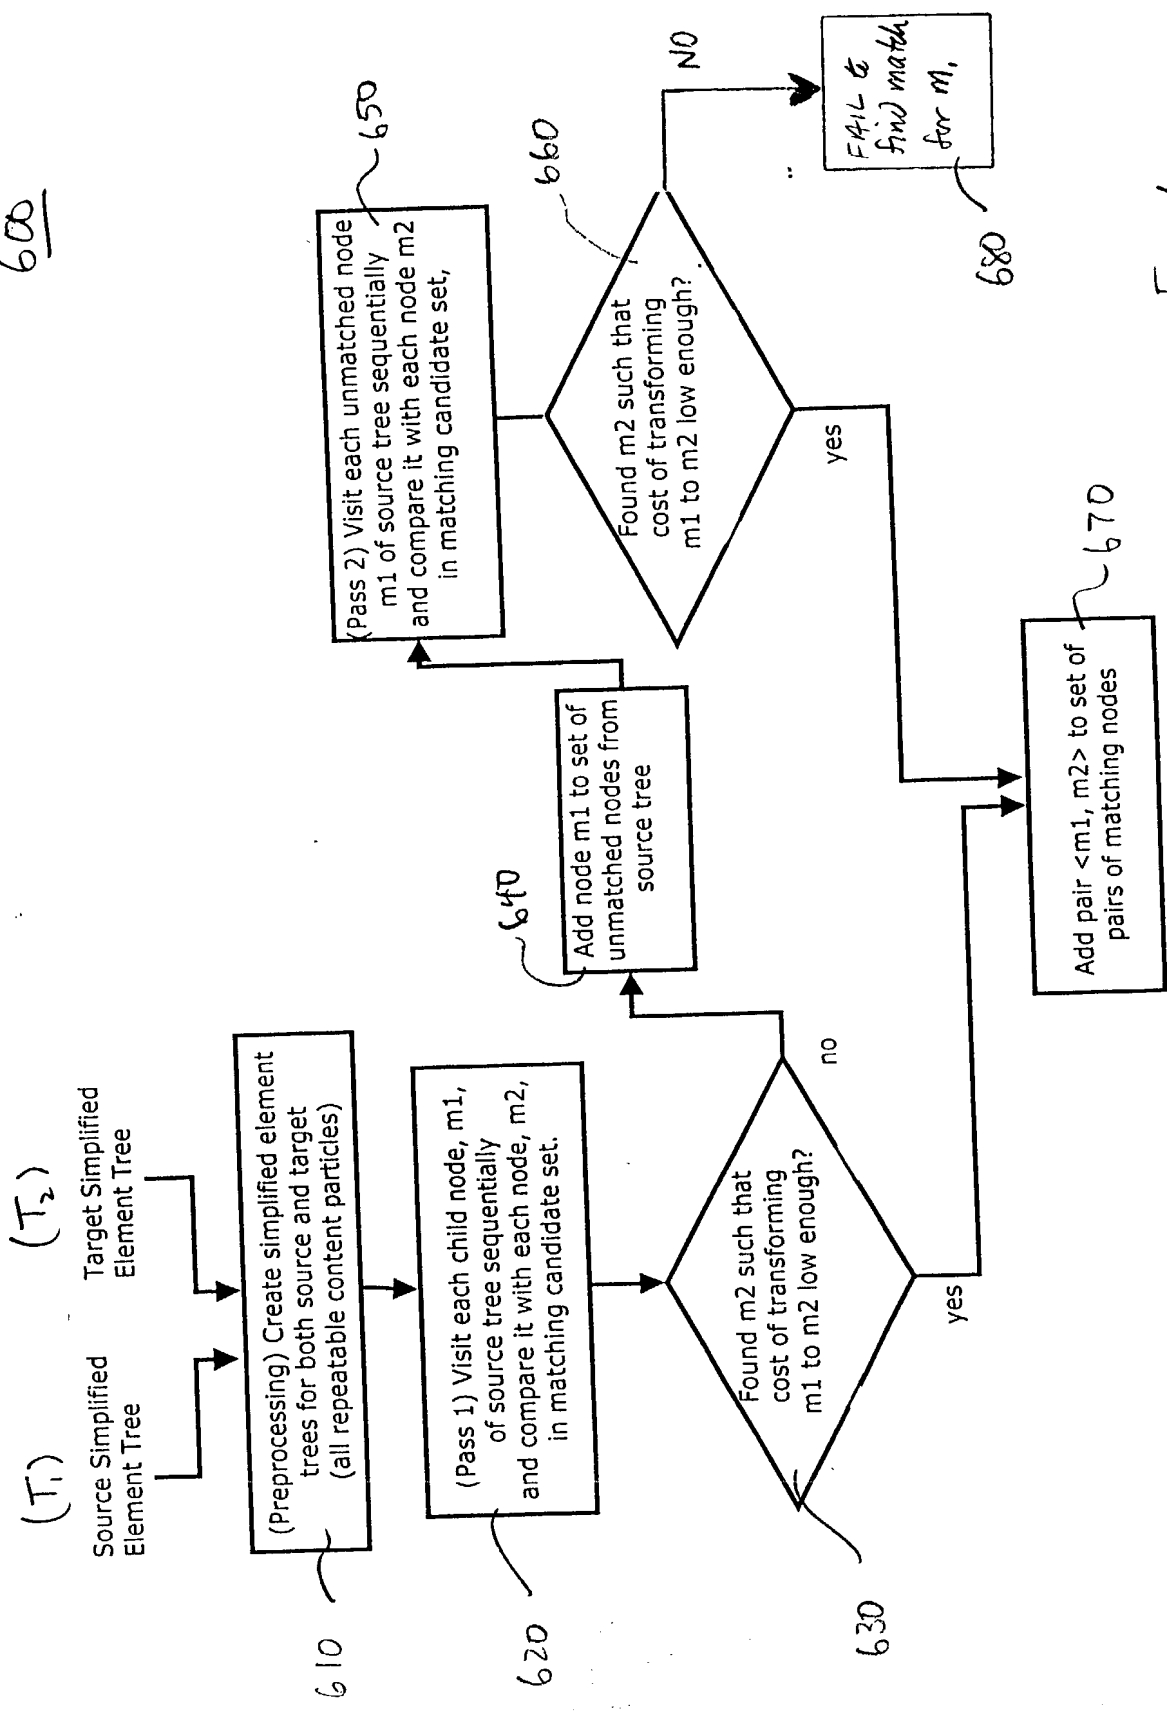 600
(T1)
Source Simplified
Element Tree
(T2)
Target Simplified
Element Tree
610
(Preprocessing) Create simplified element
trees for both source and target
(all repeatable content particles)
620
(Pass 1) Visit each child node, m1,
of source tree sequentially
and compare it with each node, m2,
in matching candidate set.
630
Found m2 such that
cost of transforming
m1 to m2 low enough?
no
yes
640
Add node m1 to set of
unmatched nodes from
source tree
650
(Pass 2) Visit each unmatched node
m1 of source tree sequentially
and compare it with each node m2
in matching candidate set,
660
Found m2 such that
cost of transforming
m1 to m2 low enough?
NO
yes
FAIL to
find match
for M1
680
670
Add pair <m1, m2> to set of
pairs of matching nodes